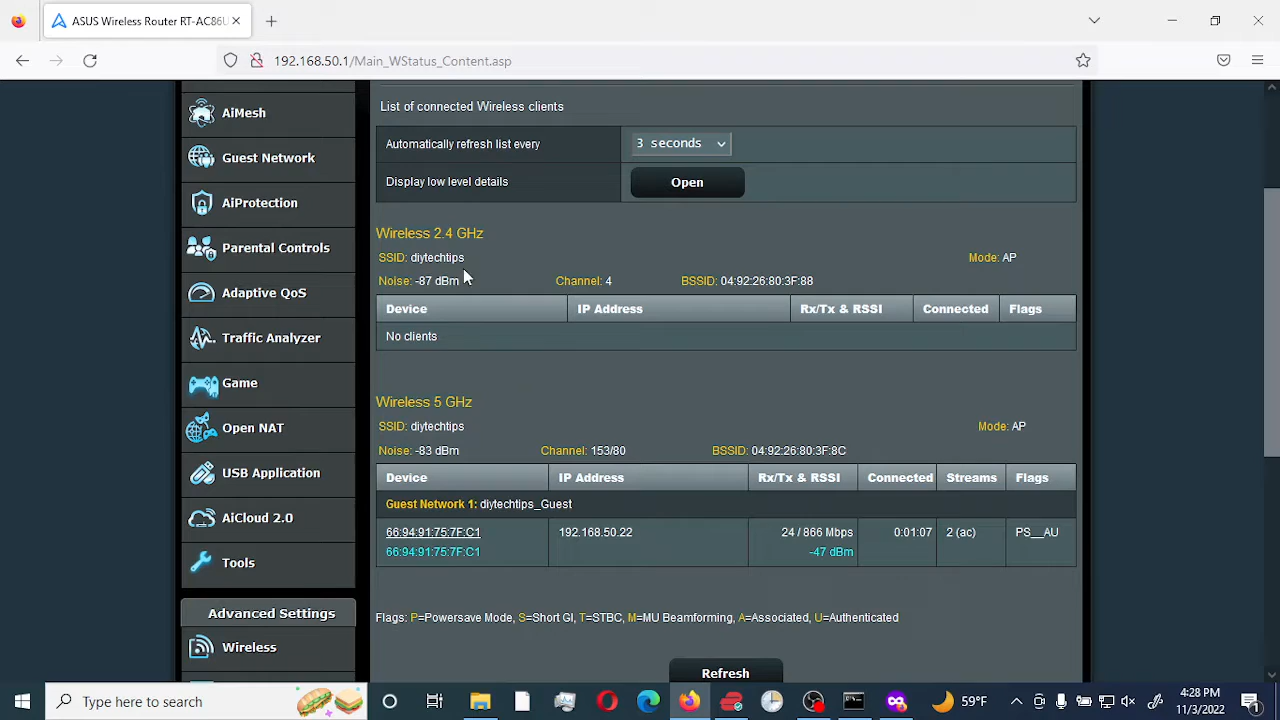 ASUS Wireless Router RT-AC86U
192.168.50.1/Main_WStatus_Content.asp
AiMesh
Guest Network
AiProtection
Parental Controls
Adaptive QoS
Traffic Analyzer
Game
Open NAT
USB Application
AiCloud 2.0
Tools
Advanced Settings
Wireless
List of connected Wireless clients
Automatically refresh list every 3 seconds
Display low level details Open
Wireless 2.4 GHz
SSID: diytechtips Mode: AP
Noise: -87 dBm Channel: 4 BSSID: 04:92:26:80:3F:88
Device IP Address Rx/Tx & RSSI Connected Flags
No clients
Wireless 5 GHz
SSID: diytechtips Mode: AP
Noise: -83 dBm Channel: 153/80 BSSID: 04:92:26:80:3F:8C
Device IP Address Rx/Tx & RSSI Connected Streams Flags
Guest Network 1: diytechtips_Guest
66:94:91:75:7F:C1 192.168.50.22 24 / 866 Mbps 0:01:07 2 (ac) PS__AU
66:94:91:75:7F:C1 -47 dBm
Flags: P=Powersave Mode, S=Short GI, T=STBC, M=MU Beamforming, A=Associated, U=Authenticated
Refresh
Type here to search
59°F
4:28 PM
11/3/2022
1